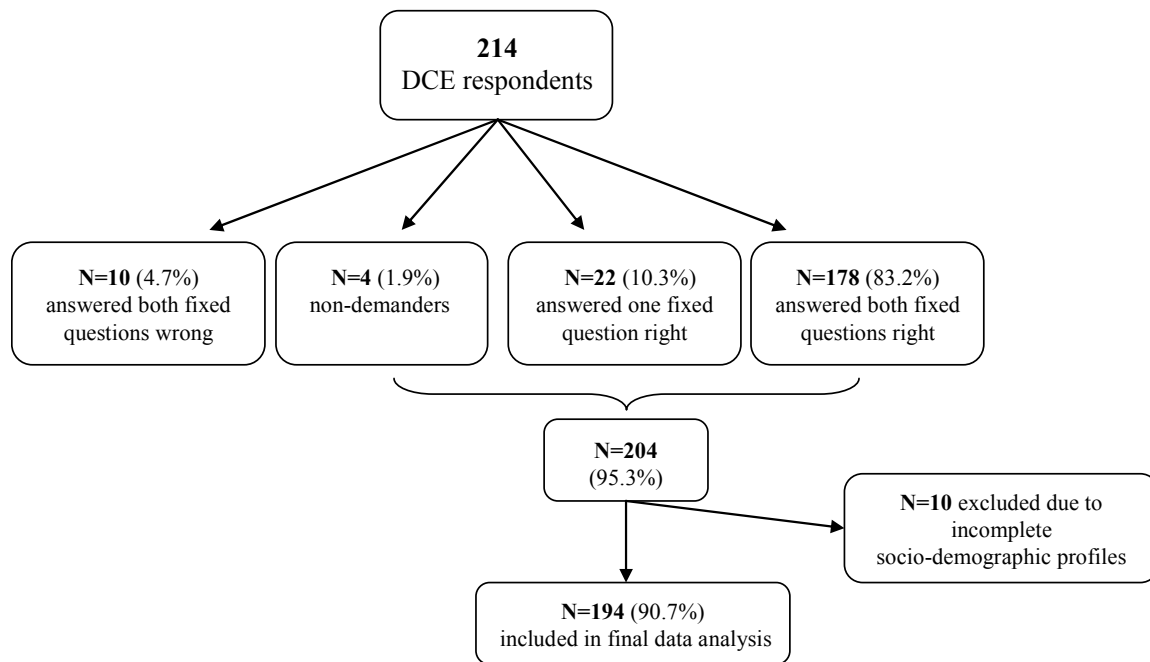 214
DCE respondents
N=10 (4.7%)
answered both fixed
questions wrong
N=4 (1.9%)
non-demanders
N=22 (10.3%)
answered one fixed
question right
N=178 (83.2%)
answered both fixed
questions right
N=204
(95.3%)
N=10 excluded due to
incomplete
socio-demographic profiles
N=194 (90.7%)
included in final data analysis